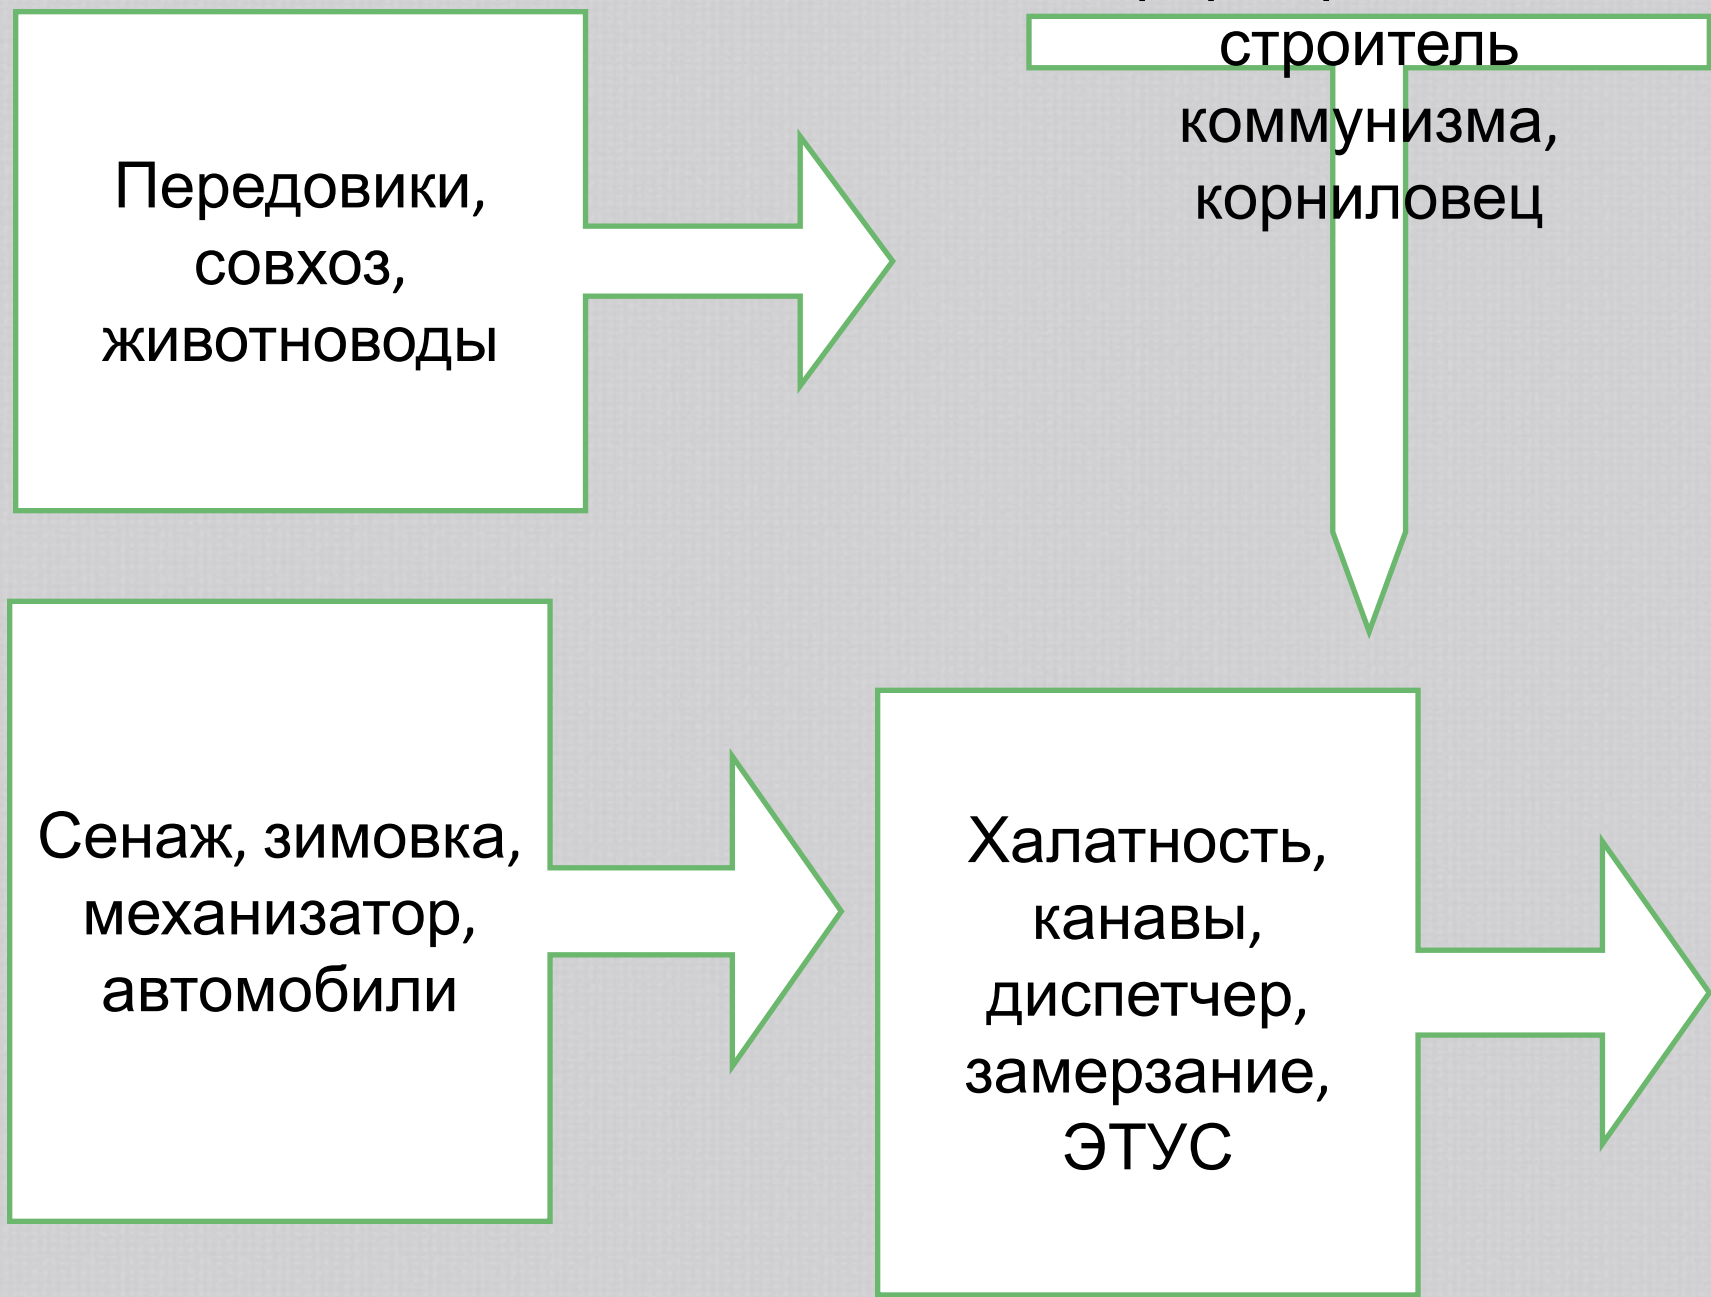 Передовики,
совхоз,
животноводы
строитель
коммунизма,
корниловец
Сенаж, зимовка,
механизатор,
автомобили
Халатность,
канавы,
диспетчер,
замерзание,
ЭТУС